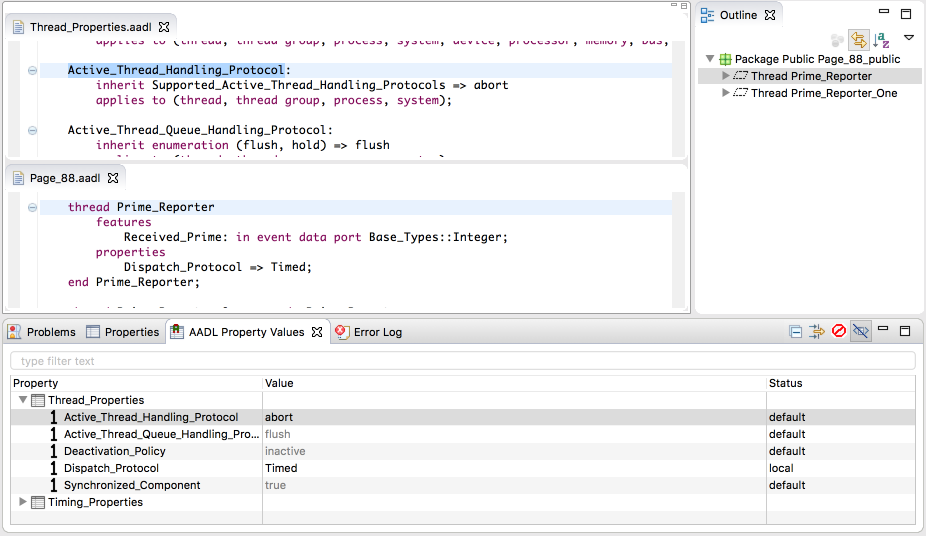 Thread_Properties.aadl
applies to (thread, thread group, process, system, device, processor, memory, bus,
Active_Thread_Handling_Protocol:
inherit Supported_Active_Thread_Handling_Protocols => abort
applies to (thread, thread group, process, system);
Active_Thread_Queue_Handling_Protocol:
inherit enumeration (flush, hold) => flush
Page_88.aadl
thread Prime_Reporter
features
Received_Prime: in event data port Base_Types::Integer;
properties
Dispatch_Protocol => Timed;
end Prime_Reporter;
Outline
Package Public Page_88_public
Thread Prime_Reporter
Thread Prime_Reporter_One
Problems Properties AADL Property Values Error Log
type filter text
Property Value Status
Thread_Properties
Active_Thread_Handling_Protocol abort default
Active_Thread_Queue_Handling_Pro... flush default
Deactivation_Policy inactive default
Dispatch_Protocol Timed local
Synchronized_Component true default
Timing_Properties